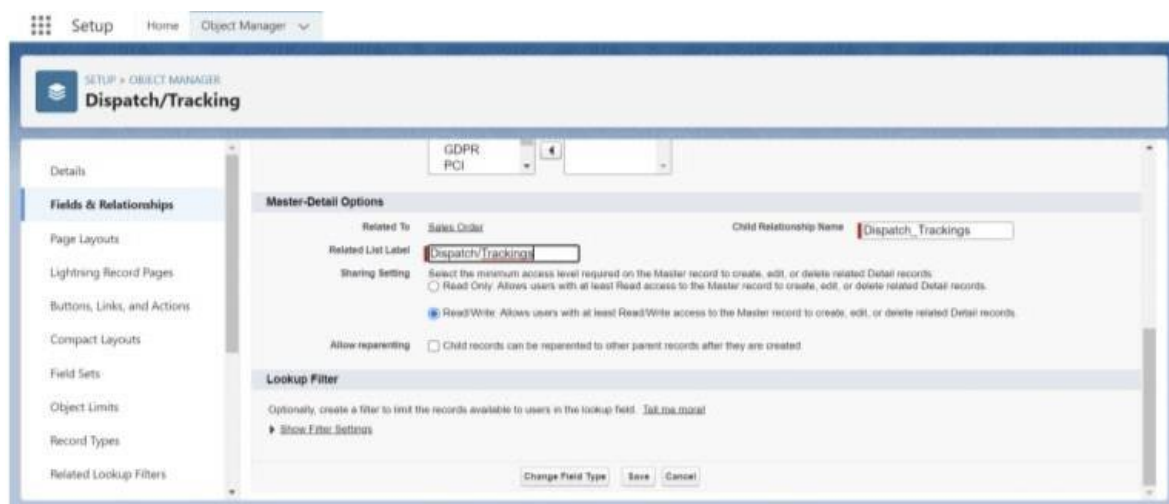 Setup Home Object Manager
SETUP > OBJECT MANAGER
Dispatch/Tracking
Details
Fields & Relationships
Page Layouts
Lightning Record Pages
Buttons, Links, and Actions
Compact Layouts
Field Sets
Object Limits
Record Types
Related Lookup Filters
GDPR
PCI
Master-Detail Options
Related To Sales Order Child Relationship Name Dispatch_Trackings
Related List Label Dispatch/Trackings
Sharing Setting Select the minimum access level required on the Master record to create, edit, or delete related Detail records:
Read Only: Allows users with at least Read access to the Master record to create, edit, or delete related Detail records.
Read/Write: Allows users with at least Read/Write access to the Master record to create, edit, or delete related Detail records.
Allow reparenting Child records can be reparented to other parent records after they are created
Lookup Filter
Optionally, create a filter to limit the records available to users in the lookup field. Tell me more!
Show Filter Settings
Change Field Type Save Cancel